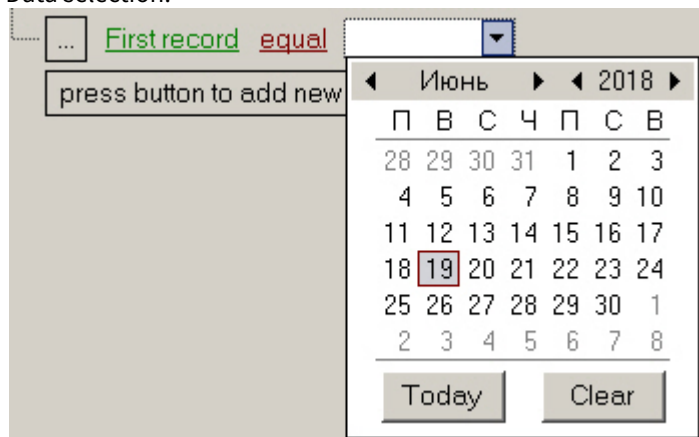 ... First record equal
press button to add new
Июнь 2018
П В С Ч П С В
28 29 30 31 1 2 3
4 5 6 7 8 9 10
11 12 13 14 15 16 17
18 19 20 21 22 23 24
25 26 27 28 29 30 1
2 3 4 5 6 7 8
Today Clear